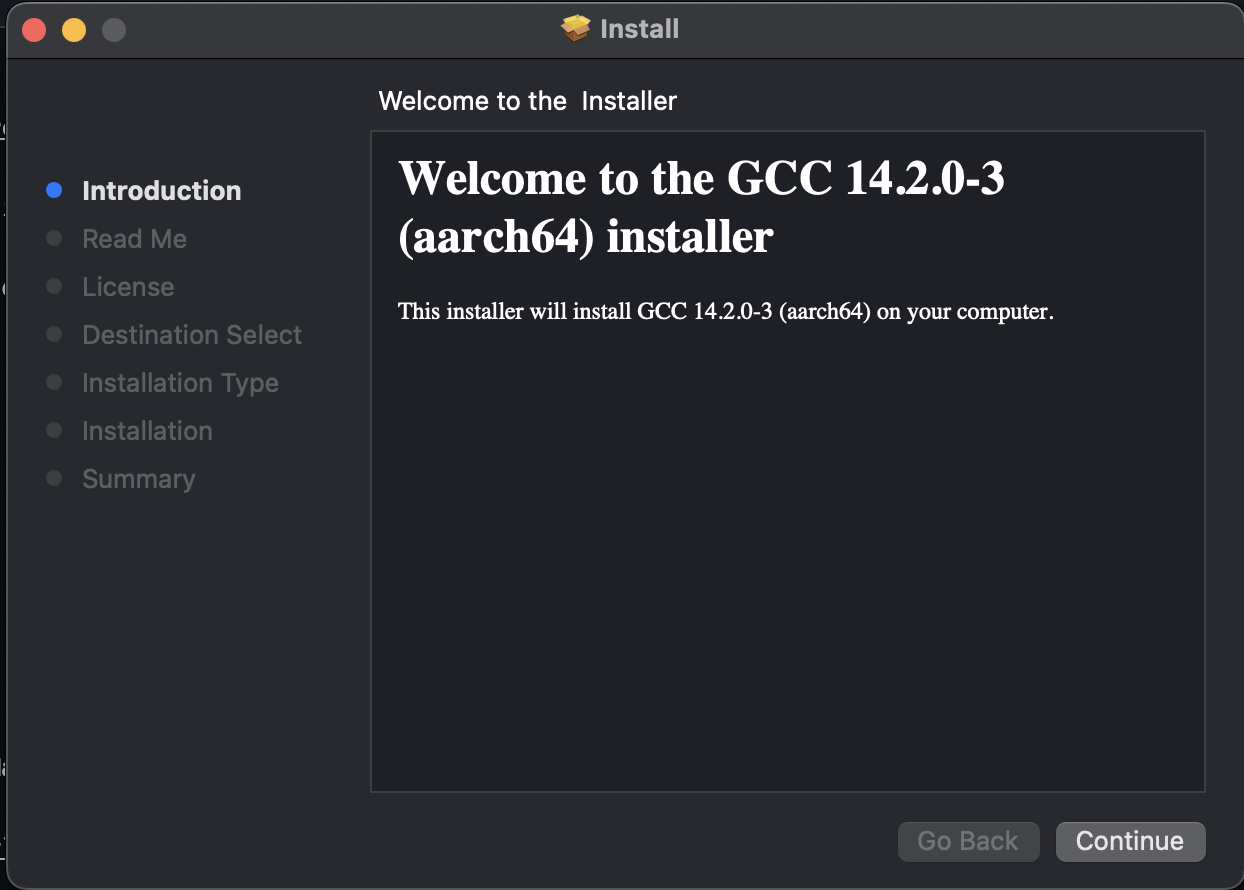 Install
Welcome to the  Installer
Introduction
Read Me
License
Destination Select
Installation Type
Installation
Summary
Welcome to the GCC 14.2.0-3
(aarch64) installer
This installer will install GCC 14.2.0-3 (aarch64) on your computer.
Go Back
Continue